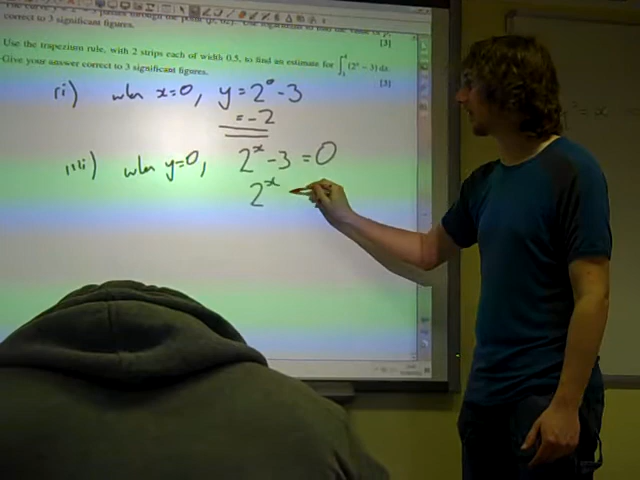 correct to 3 significant figures.
[3]
Use the trapezium rule, with 2 strips each of width 0.5, to find an estimate for ∫ (2ˣ − 3) dx.
Give your answer correct to 3 significant figures.
[3]
ii) when x=0, y = 2⁰ - 3
= -2
iii) when y=0, 2ˣ - 3 = 0
2ˣ